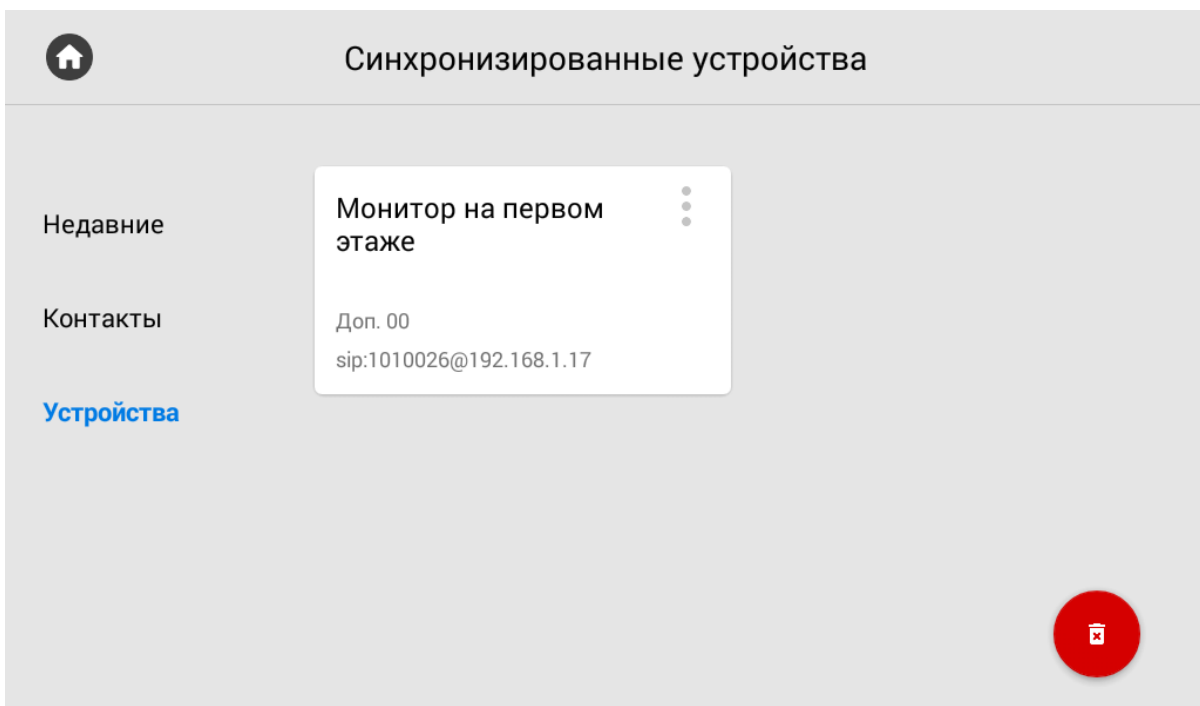 Синхронизированные устройства
Недавние
Контакты
Устройства
Монитор на первом
этаже
Доп. 00
sip:1010026@192.168.1.17